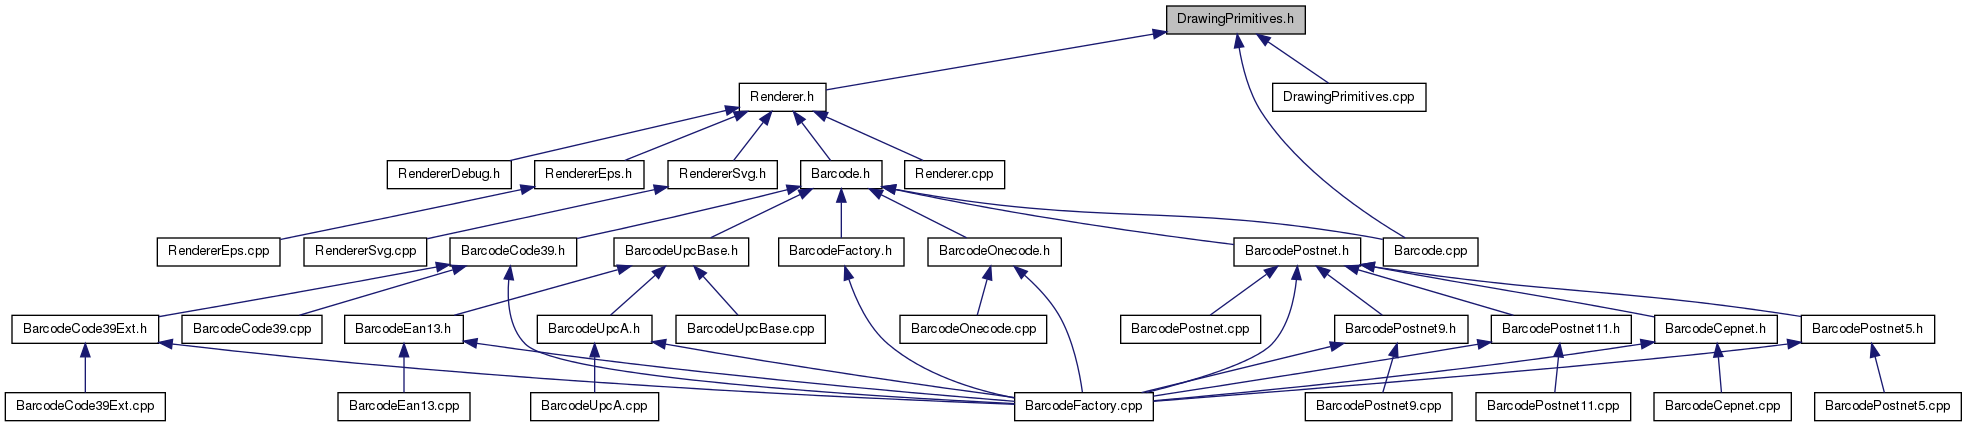 DrawingPrimitives.h
Renderer.h
DrawingPrimitives.cpp
RendererDebug.h
RendererEps.h
RendererSvg.h
Barcode.h
Renderer.cpp
RendererEps.cpp
RendererSvg.cpp
BarcodeCode39.h
BarcodeUpcBase.h
BarcodeFactory.h
BarcodeOnecode.h
BarcodePostnet.h
Barcode.cpp
BarcodeCode39Ext.h
BarcodeCode39.cpp
BarcodeEan13.h
BarcodeUpcA.h
BarcodeUpcBase.cpp
BarcodeOnecode.cpp
BarcodePostnet.cpp
BarcodePostnet9.h
BarcodePostnet11.h
BarcodeCepnet.h
BarcodePostnet5.h
BarcodeCode39Ext.cpp
BarcodeEan13.cpp
BarcodeUpcA.cpp
BarcodeFactory.cpp
BarcodePostnet9.cpp
BarcodePostnet11.cpp
BarcodeCepnet.cpp
BarcodePostnet5.cpp